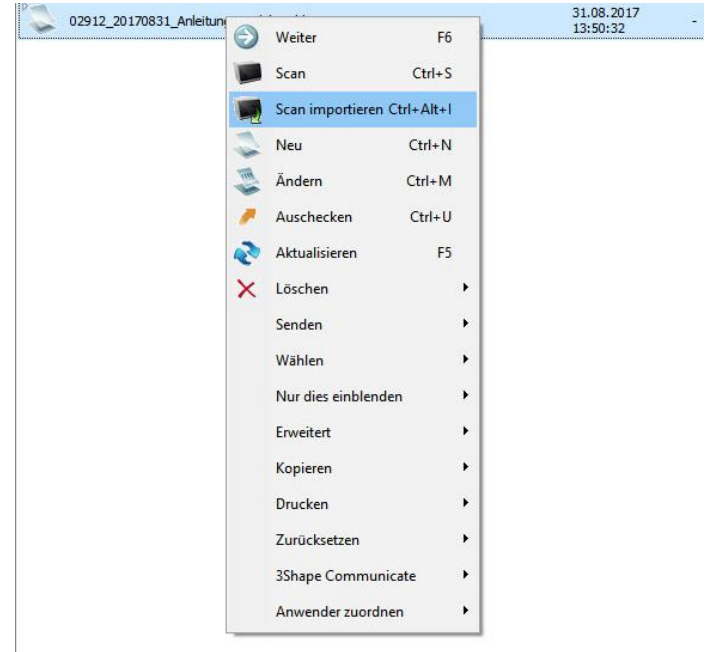 02912_20170831_Anleitung
31.08.2017
13:50:32
-
Weiter F6
Scan Ctrl+S
Scan importieren Ctrl+Alt+I
Neu Ctrl+N
Ändern Ctrl+M
Auschecken Ctrl+U
Aktualisieren F5
Löschen
Senden
Wählen
Nur dies einblenden
Erweitert
Kopieren
Drucken
Zurücksetzen
3Shape Communicate
Anwender zuordnen